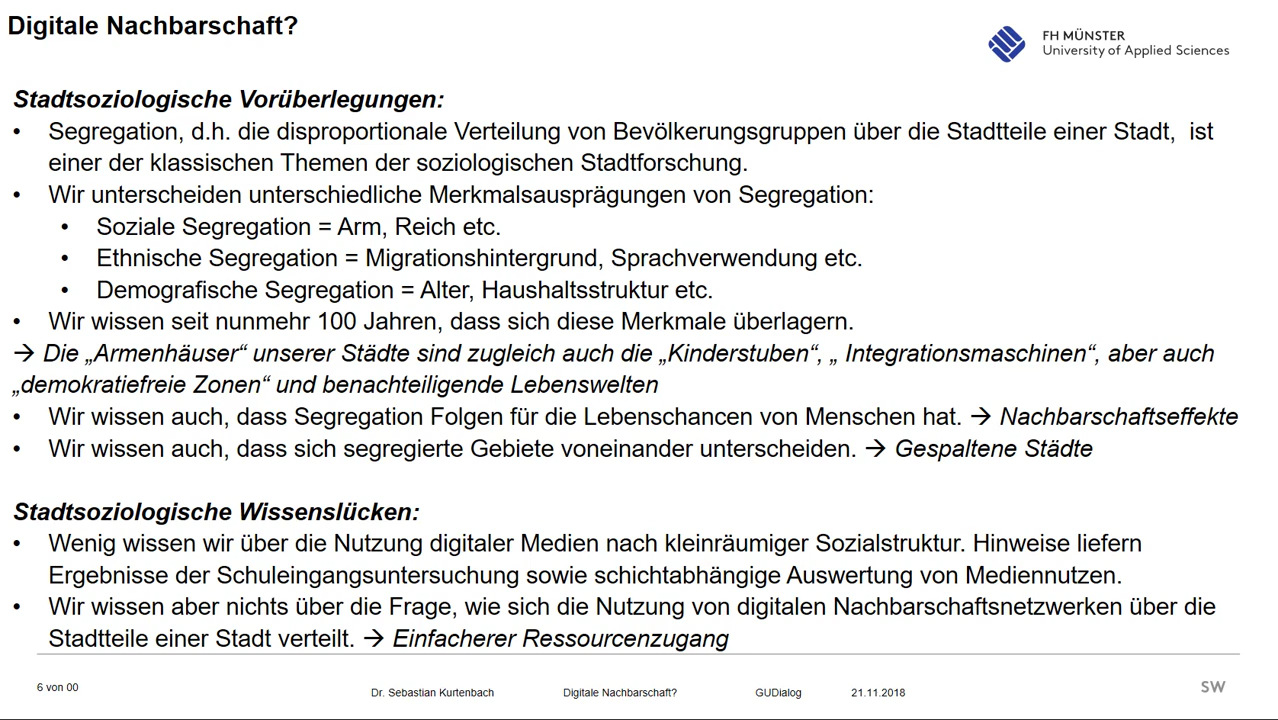 Digitale Nachbarschaft?
FH MÜNSTER
University of Applied Sciences
Stadtsoziologische Vorüberlegungen:
• Segregation, d.h. die disproportionale Verteilung von Bevölkerungsgruppen über die Stadtteile einer Stadt, ist
einer der klassischen Themen der soziologischen Stadtforschung.
• Wir unterscheiden unterschiedliche Merkmalsausprägungen von Segregation:
• Soziale Segregation = Arm, Reich etc.
• Ethnische Segregation = Migrationshintergrund, Sprachverwendung etc.
• Demografische Segregation = Alter, Haushaltsstruktur etc.
• Wir wissen seit nunmehr 100 Jahren, dass sich diese Merkmale überlagern.
→ Die „Armenhäuser“ unserer Städte sind zugleich auch die „Kinderstuben“, „ Integrationsmaschinen“, aber auch
„demokratiefreie Zonen“ und benachteiligende Lebenswelten
• Wir wissen auch, dass Segregation Folgen für die Lebenschancen von Menschen hat. → Nachbarschaftseffekte
• Wir wissen auch, dass sich segregierte Gebiete voneinander unterscheiden. → Gespaltene Städte
Stadtsoziologische Wissenslücken:
• Wenig wissen wir über die Nutzung digitaler Medien nach kleinräumiger Sozialstruktur. Hinweise liefern
Ergebnisse der Schuleingangsuntersuchung sowie schichtabhängige Auswertung von Mediennutzen.
• Wir wissen aber nichts über die Frage, wie sich die Nutzung von digitalen Nachbarschaftsnetzwerken über die
Stadtteile einer Stadt verteilt. → Einfacherer Ressourcenzugang
6 von 00
Dr. Sebastian Kurtenbach
Digitale Nachbarschaft?
GUDialog
21.11.2018
SW